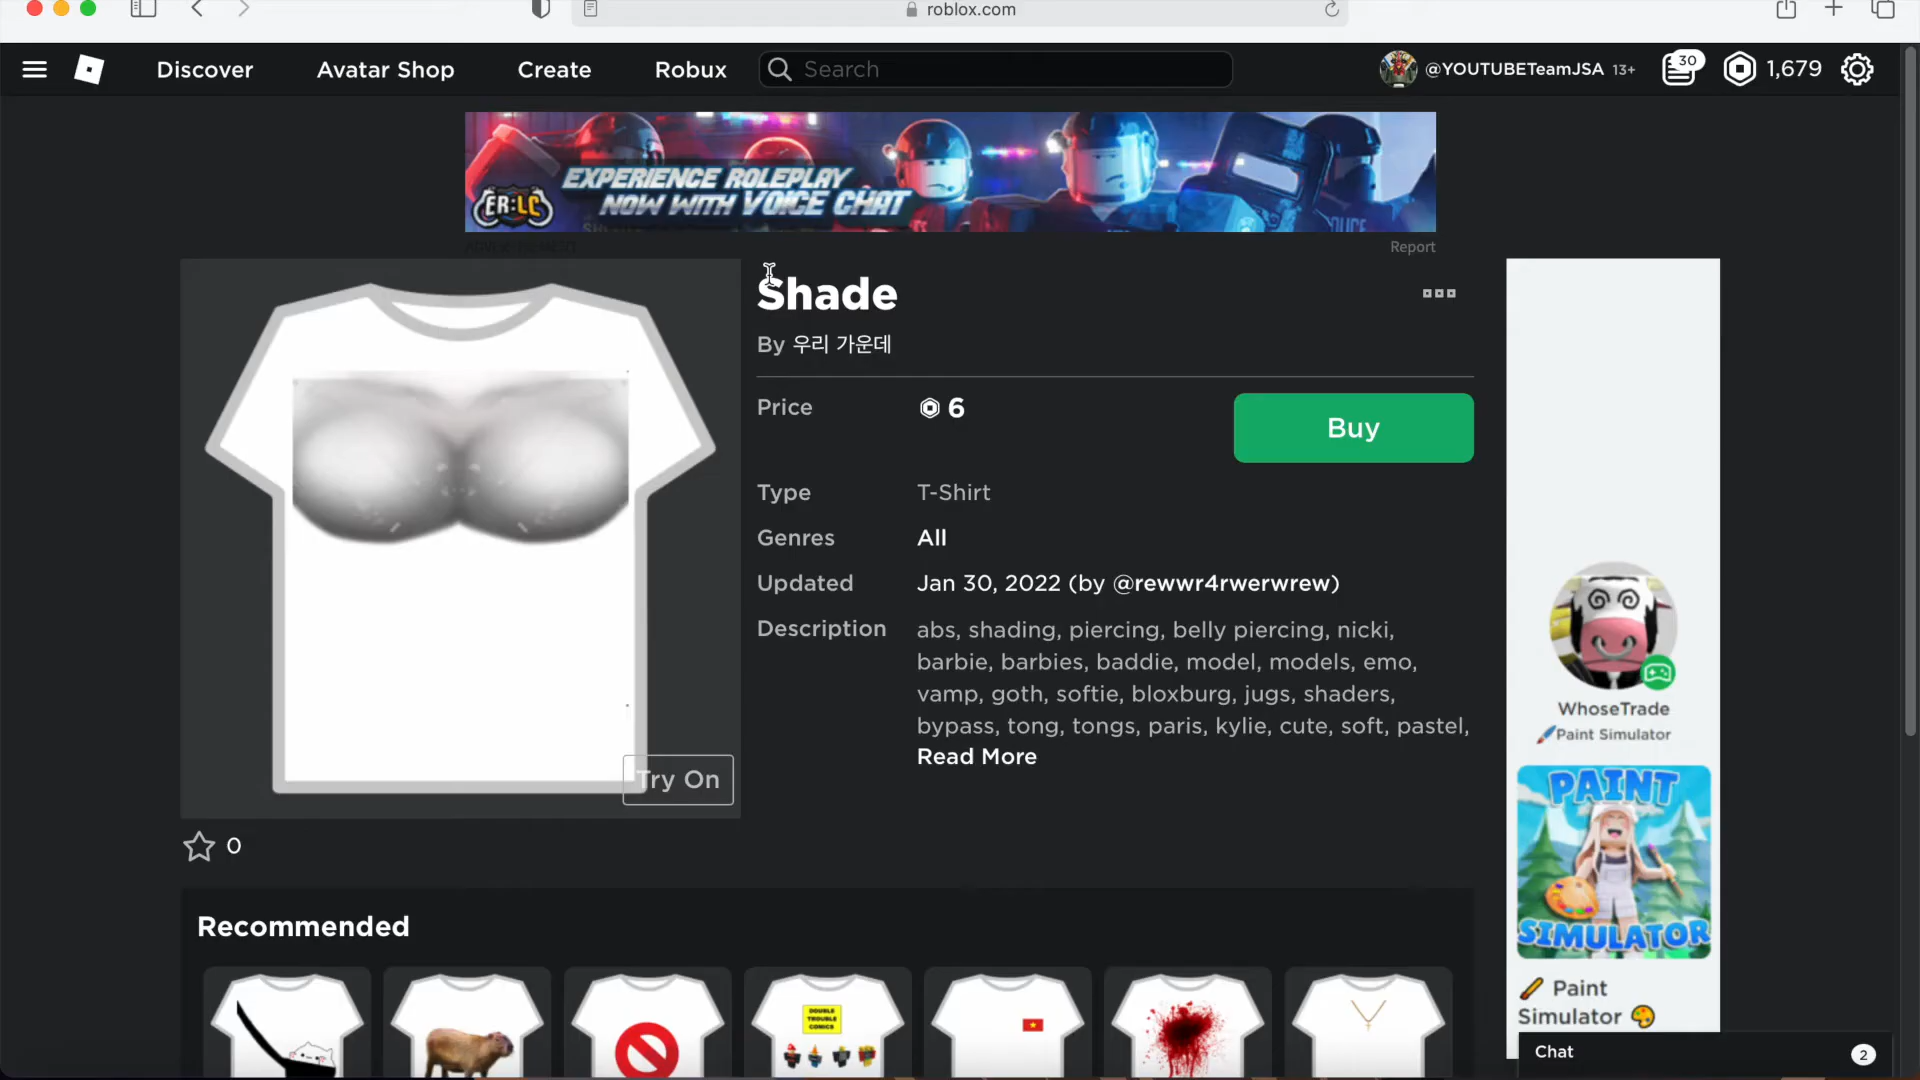 roblox.com
Discover
Avatar Shop
Create
Robux
Search
@YOUTUBETeamJSA 13+
30
1,679
EXPERIENCE ROLEPLAY
NOW WITH VOICE CHAT
ER:LC
ADVERTISEMENT
Report
Shade
By 우리 가운데
Price
6
Buy
Type
T-Shirt
Genres
All
Updated
Jan 30, 2022 (by @rewwr4rwerwrew)
Description
abs, shading, piercing, belly piercing, nicki,
barbie, barbies, baddie, model, models, emo,
vamp, goth, softie, bloxburg, jugs, shaders,
bypass, tong, tongs, paris, kylie, cute, soft, pastel,
Read More
Try On
0
WhoseTrade
Paint Simulator
PAINT
SIMULATOR
Paint
Simulator
Recommended
DOUBLE
TROUBLE
COMICS
Chat
2